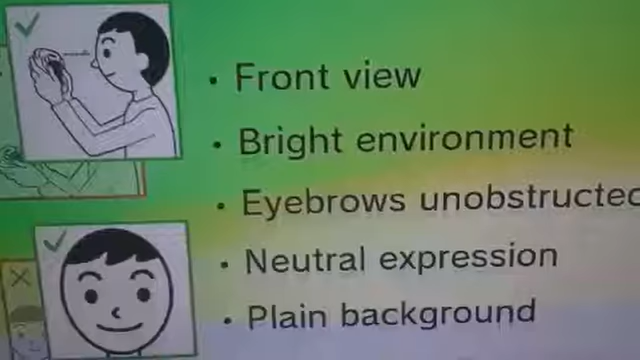 • Front view
• Bright environment
• Eyebrows unobstructed
• Neutral expression
• Plain background